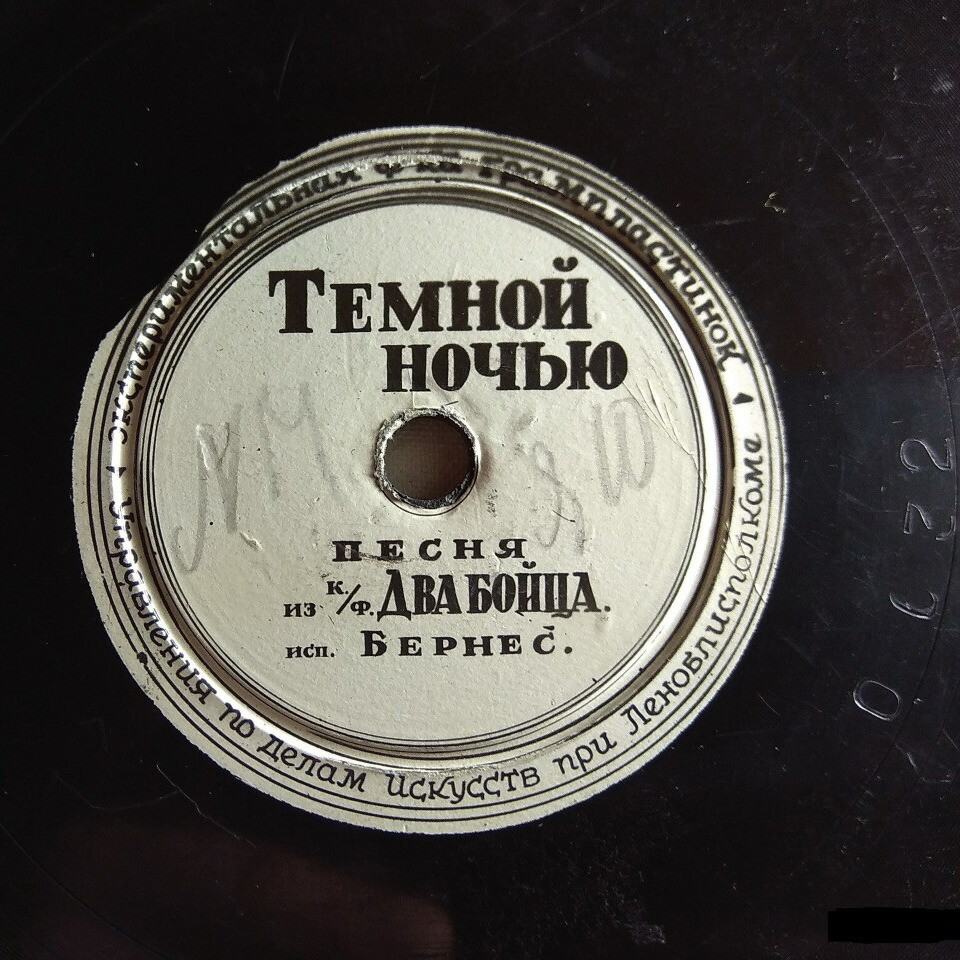 Экспериментальная ф-ка Грампластинок
Управления по делам искусств при Леноблисполкоме
ТЕМНОЙ
НОЧЬЮ
ПЕСНЯ
ИЗ К./Ф. ДВА БОЙЦА.
ИСП. БЕРНЕС.